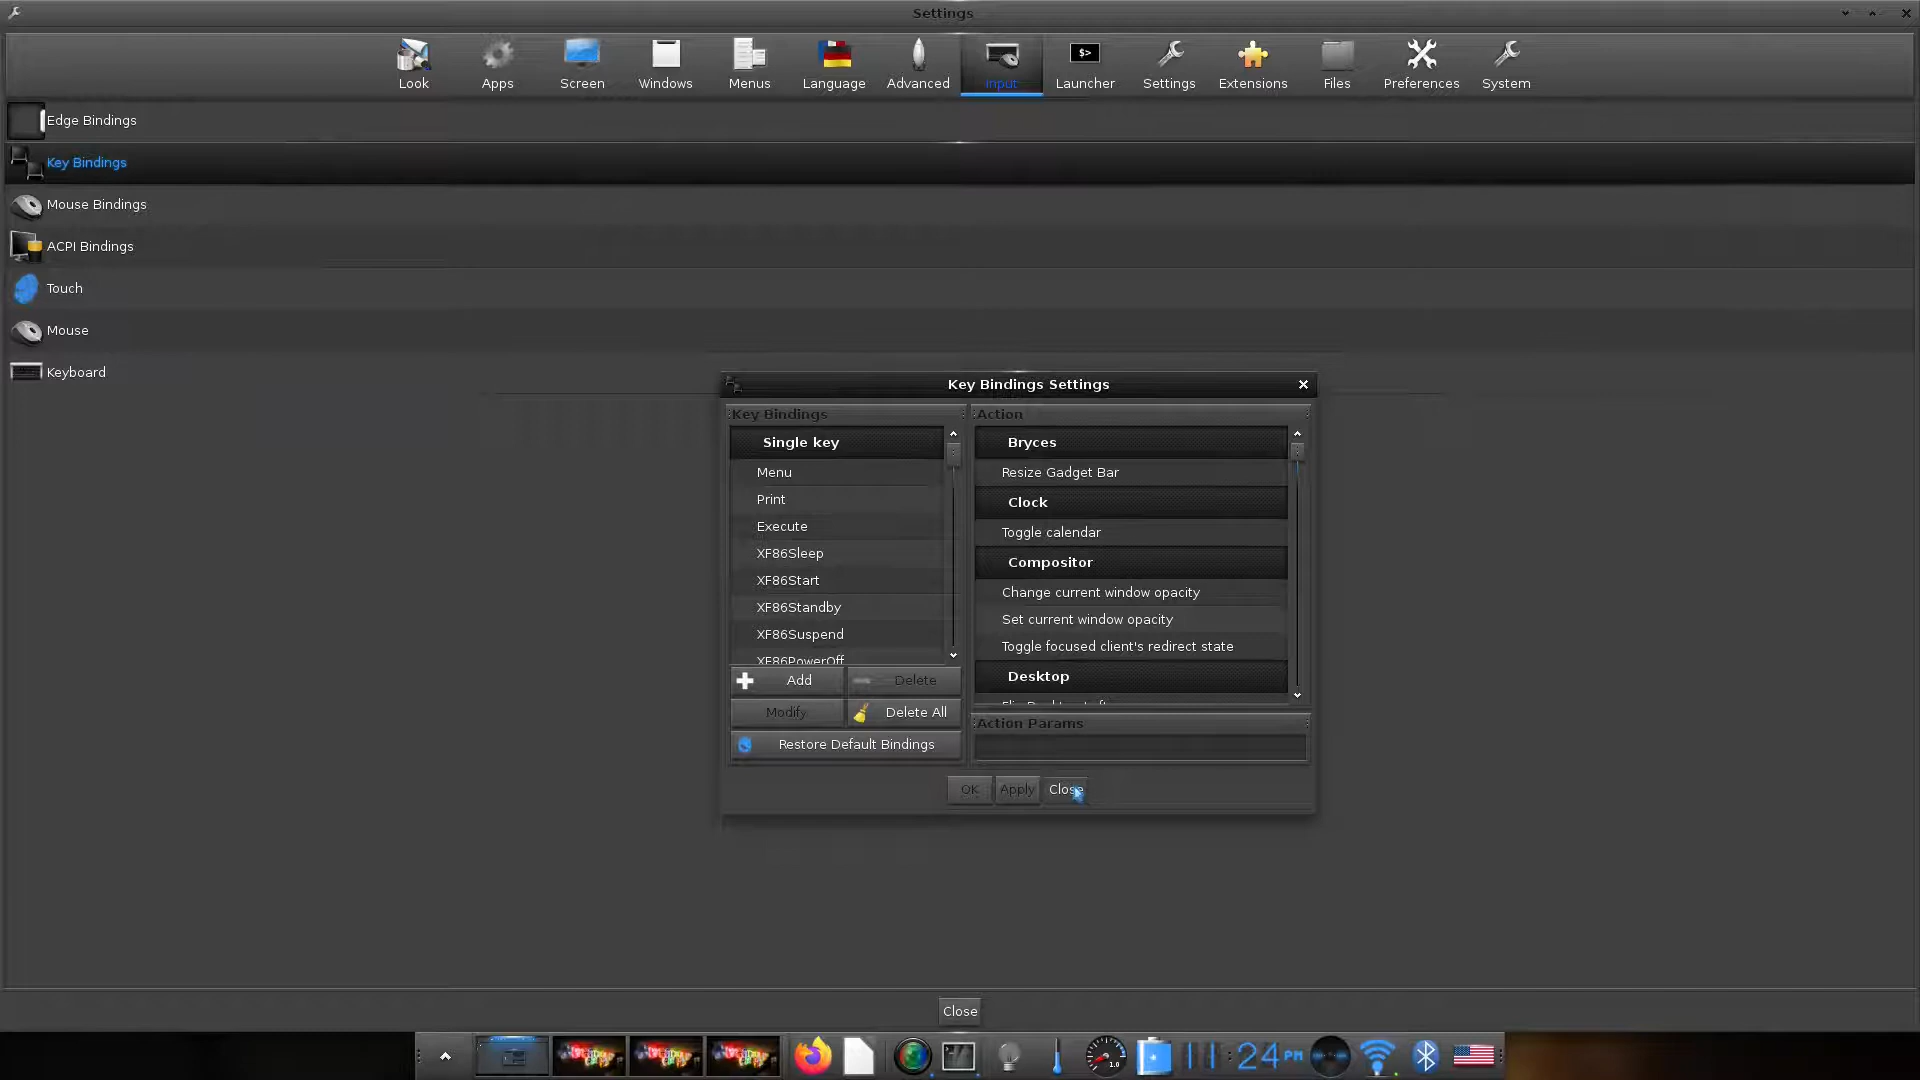 Settings
Look
Apps
Screen
Windows
Menus
Language
Advanced
Input
Launcher
Settings
Extensions
Files
Preferences
System
$>
Edge Bindings
Key Bindings
Mouse Bindings
ACPI Bindings
Touch
Mouse
Keyboard
Key Bindings Settings
Key Bindings
Single key
Menu
Print
Execute
XF86Sleep
XF86Start
XF86Standby
XF86Suspend
XF86PowerOff
Add
Delete
Modify
Delete All
Restore Default Bindings
Action
Bryces
Resize Gadget Bar
Clock
Toggle calendar
Compositor
Change current window opacity
Set current window opacity
Toggle focused client's redirect state
Desktop
Action Params
OK
Apply
Close
Close
1.0
11:24 PM